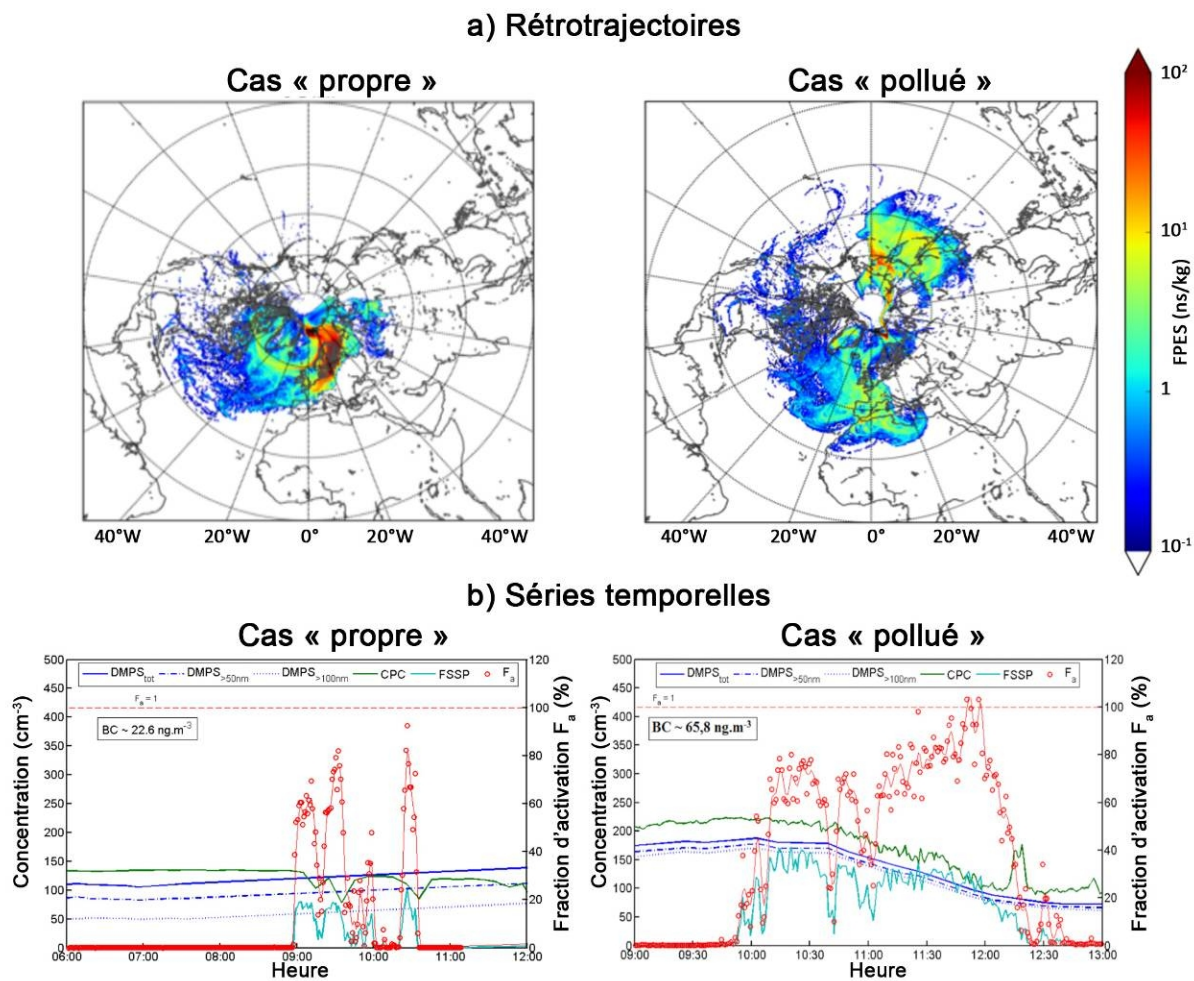 a) Rétrotrajectoires
Cas « propre »
Cas « pollué »
10²
10¹
1
10⁻¹
FPES (ns/kg)
40°W 20°W 0° 20°W 40°W
40°W 20°W 0° 20°W 40°W
b) Séries temporelles
Cas « propre »
Cas « pollué »
DMPS_tot DMPS_>50nm DMPS_>100nm CPC FSSP F_a
F_a = 1
BC ~ 22.6 ng.m⁻³
Concentration (cm⁻³)
500
450
400
350
300
250
200
150
100
50
0
Fraction d'activation F_a (%)
120
100
80
60
40
20
0
06:00 07:00 08:00 09:00 10:00 11:00 12:00
Heure
DMPS_tot DMPS_>50nm DMPS_>100nm CPC FSSP F_a
F_a = 1
BC ~ 65,8 ng.m⁻³
Concentration (cm⁻³)
500
450
400
350
300
250
200
150
100
50
0
Fraction d'activation F_a (%)
120
100
80
60
40
20
0
09:00 09:30 10:00 10:30 11:00 11:30 12:00 12:30 13:00
Heure